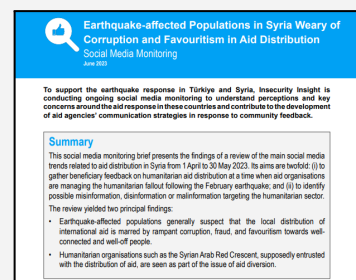 Earthquake-affected Populations in Syria Weary of
Corruption and Favouritism in Aid Distribution
Social Media Monitoring
June 2023
To support the earthquake response in Türkiye and Syria, Insecurity Insight is
conducting ongoing social media monitoring to understand perceptions and key
concerns around the aid response in these countries and contribute to the development
of aid agencies' communication strategies in response to community feedback.
Summary
This social media monitoring brief presents the findings of a review of the main social media
trends related to aid distribution in Syria from 1 April to 30 May 2023. Its aims are twofold: (i) to
gather beneficiary feedback on humanitarian aid distribution at a time when aid organisations
are managing the humanitarian fallout following the February earthquake; and (ii) to identify
possible misinformation, disinformation or malinformation targeting the humanitarian sector.
The review yielded two principal findings:
• Earthquake-affected populations generally suspect that the local distribution of
international aid is marred by rampant corruption, fraud, and favouritism towards well-
connected and well-off people.
• Humanitarian organisations such as the Syrian Arab Red Crescent, supposedly entrusted
with the distribution of aid, are seen as part of the issue of aid diversion.